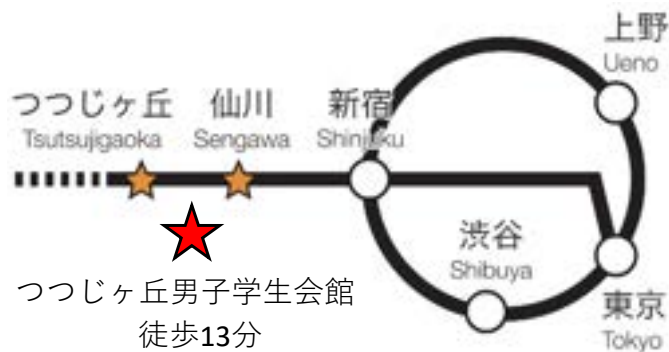 上野
Ueno
つつじヶ丘
Tsutsujigaoka
仙川
Sengawa
新宿
Shinjuku
渋谷
Shibuya
東京
Tokyo
つつじヶ丘男子学生会館
徒歩13分